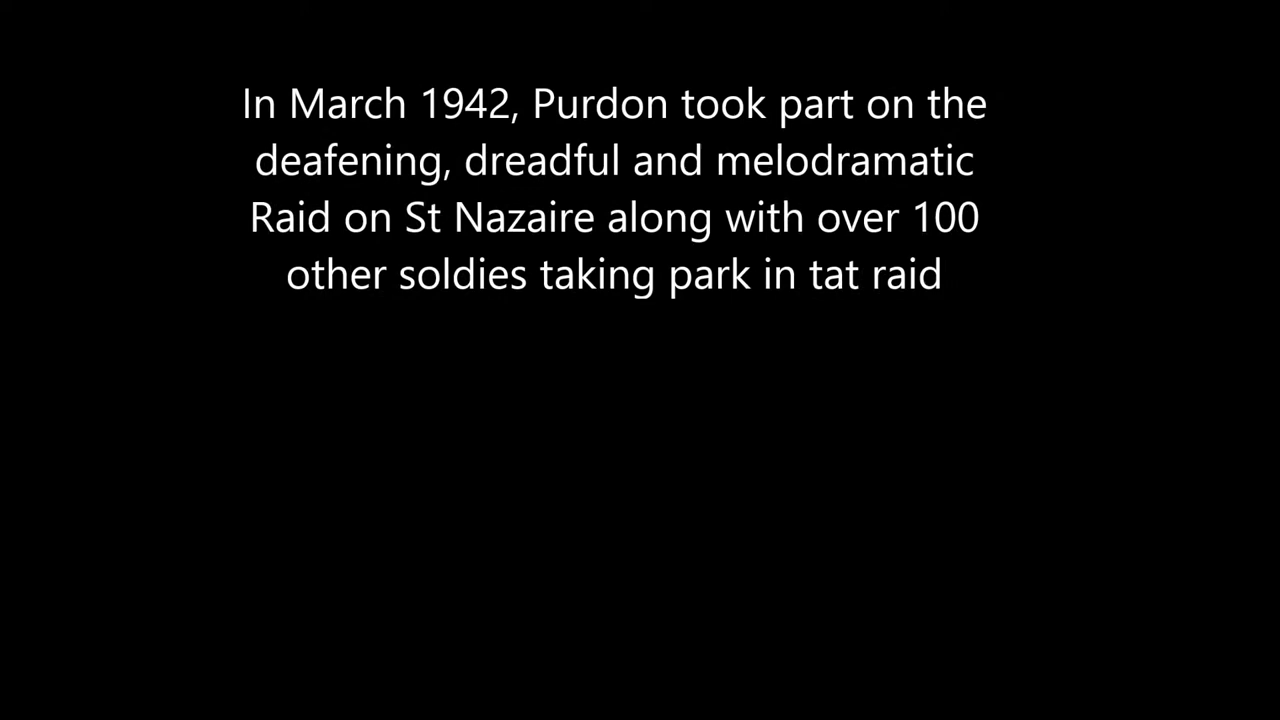 In March 1942, Purdon took part on the
deafening, dreadful and melodramatic
Raid on St Nazaire along with over 100
other soldies taking park in tat raid